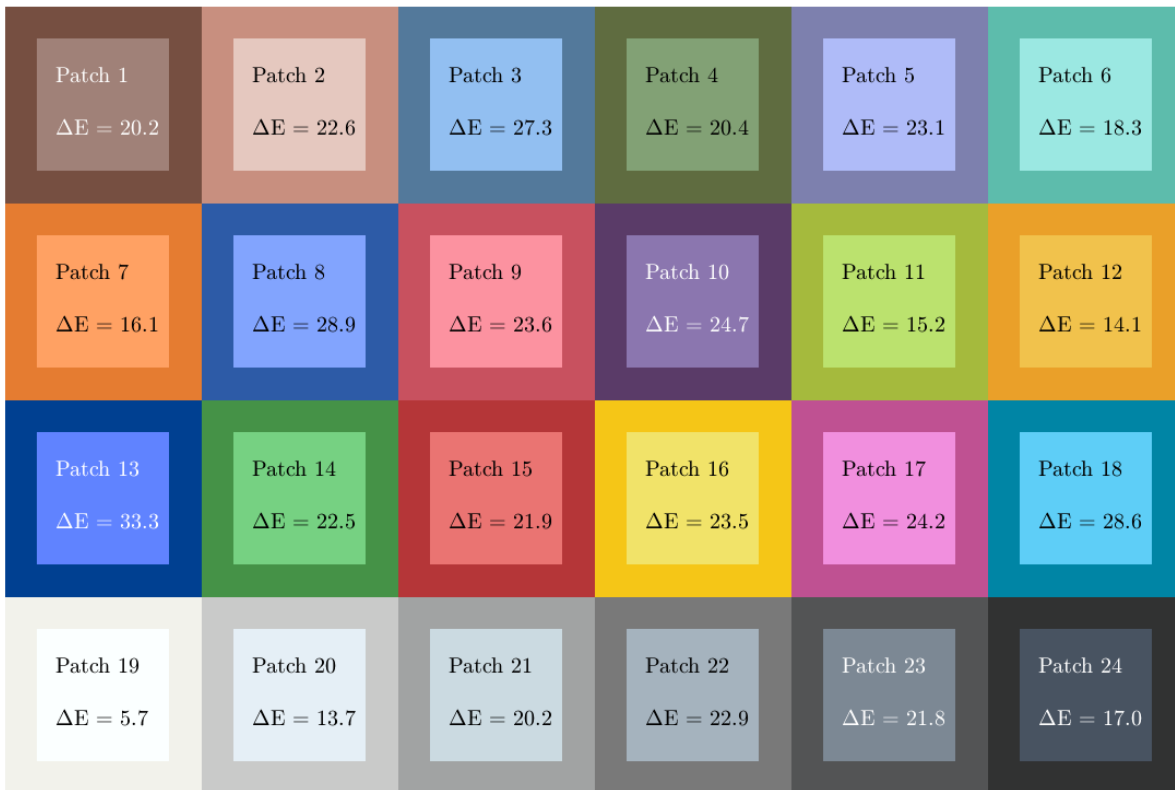 Patch 1
ΔE = 20.2
Patch 2
ΔE = 22.6
Patch 3
ΔE = 27.3
Patch 4
ΔE = 20.4
Patch 5
ΔE = 23.1
Patch 6
ΔE = 18.3
Patch 7
ΔE = 16.1
Patch 8
ΔE = 28.9
Patch 9
ΔE = 23.6
Patch 10
ΔE = 24.7
Patch 11
ΔE = 15.2
Patch 12
ΔE = 14.1
Patch 13
ΔE = 33.3
Patch 14
ΔE = 22.5
Patch 15
ΔE = 21.9
Patch 16
ΔE = 23.5
Patch 17
ΔE = 24.2
Patch 18
ΔE = 28.6
Patch 19
ΔE = 5.7
Patch 20
ΔE = 13.7
Patch 21
ΔE = 20.2
Patch 22
ΔE = 22.9
Patch 23
ΔE = 21.8
Patch 24
ΔE = 17.0